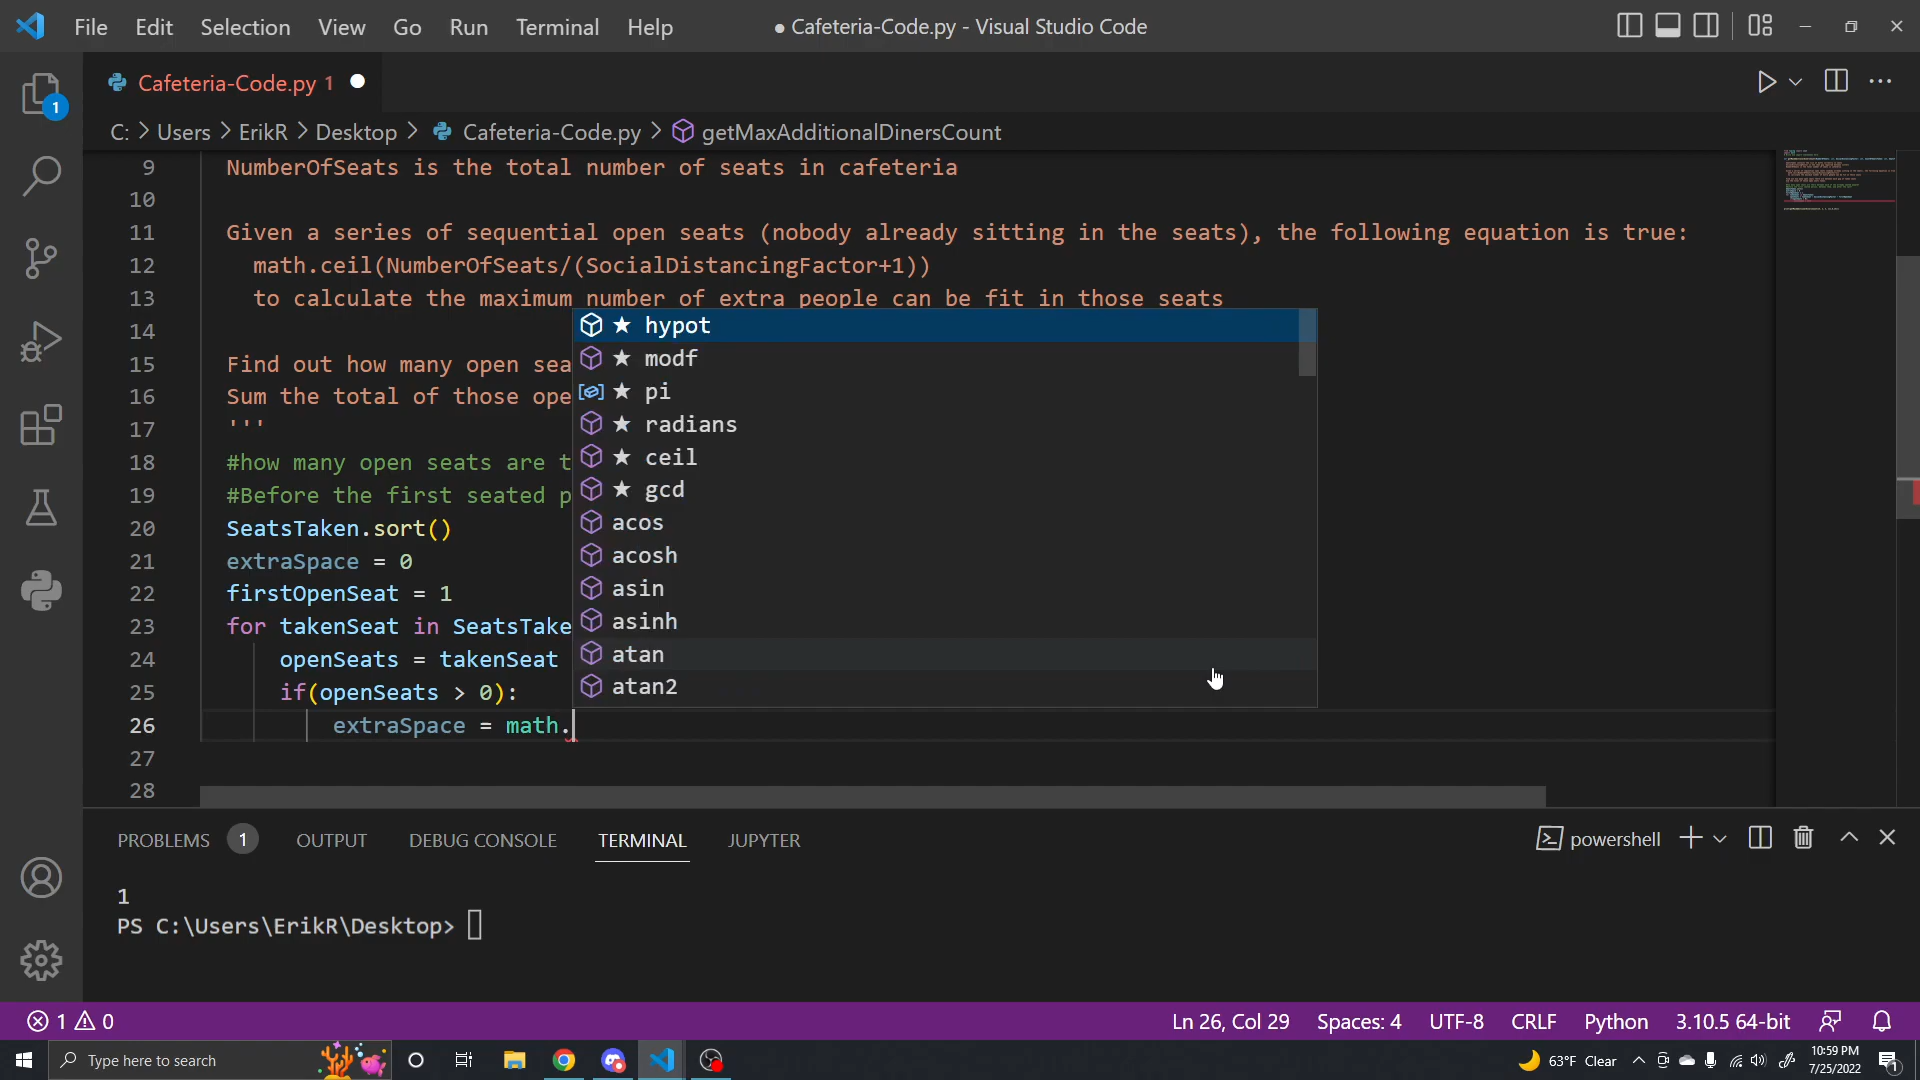 File Edit Selection View Go Run Terminal Help
● Cafeteria-Code.py - Visual Studio Code
1
Cafeteria-Code.py 1 ●
C: > Users > ErikR > Desktop > Cafeteria-Code.py > getMaxAdditionalDinersCount
9 NumberOfSeats is the total number of seats in cafeteria
10
11 Given a series of sequential open seats (nobody already sitting in the seats), the following equation is true:
12 math.ceil(NumberOfSeats/(SocialDistancingFactor+1))
13 to calculate the maximum number of extra people can be fit in those seats
14
15 Find out how many open sea
16 Sum the total of those ope
17 '''
18 #how many open seats are t
19 #Before the first seated p
20 SeatsTaken.sort()
21 extraSpace = 0
22 firstOpenSeat = 1
23 for takenSeat in SeatsTake
24 openSeats = takenSeat
25 if(openSeats > 0):
26 extraSpace = math.
27
28
★ hypot
★ modf
★ pi
★ radians
★ ceil
★ gcd
acos
acosh
asin
asinh
atan
atan2
PROBLEMS 1 OUTPUT DEBUG CONSOLE TERMINAL JUPYTER
powershell
1
PS C:\Users\ErikR\Desktop>
1 0
Ln 26, Col 29 Spaces: 4 UTF-8 CRLF Python 3.10.5 64-bit
Type here to search
63°F Clear
10:59 PM
7/25/2022
1